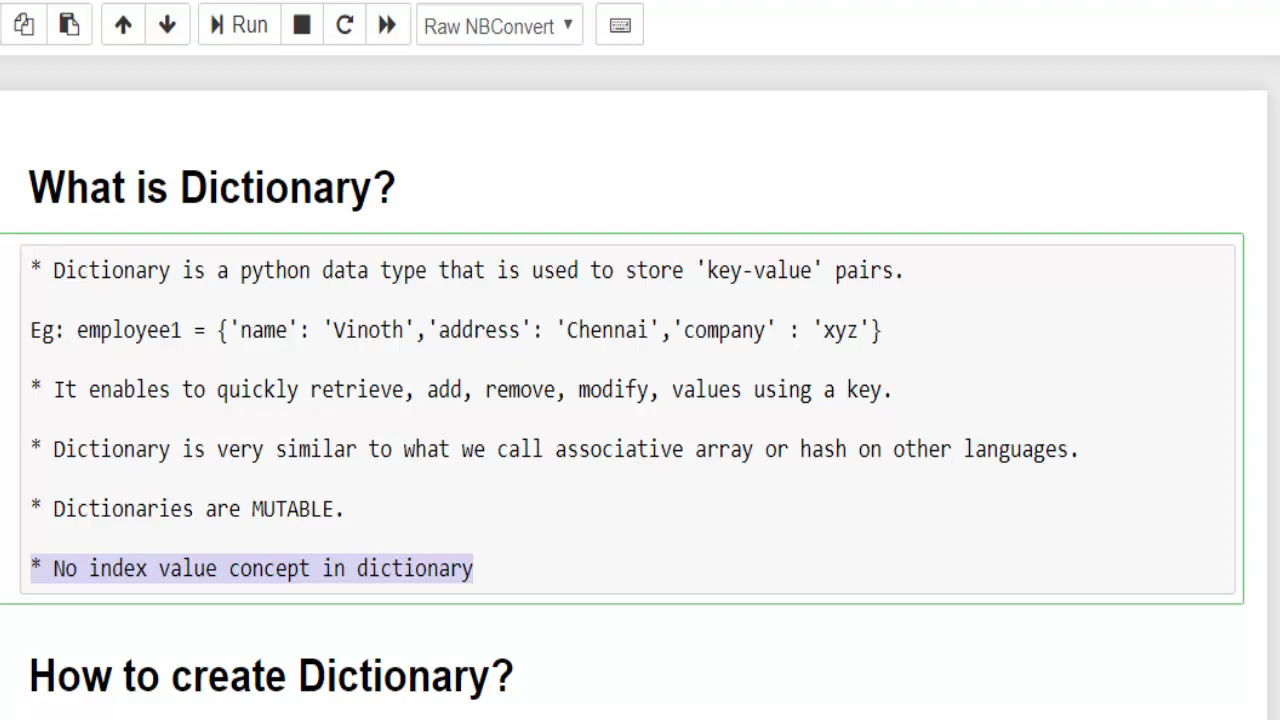 Run
Raw NBConvert
What is Dictionary?
* Dictionary is a python data type that is used to store 'key-value' pairs.
Eg: employee1 = {'name': 'Vinoth','address': 'Chennai','company' : 'xyz'}
* It enables to quickly retrieve, add, remove, modify, values using a key.
* Dictionary is very similar to what we call associative array or hash on other languages.
* Dictionaries are MUTABLE.
* No index value concept in dictionary
How to create Dictionary?